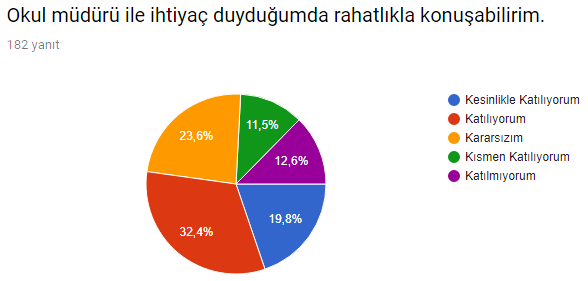 Okul müdürü ile ihtiyaç duyduğumda rahatlıkla konuşabilirim.
182 yanıt
23,6%
11,5%
12,6%
19,8%
32,4%
Kesinlikle Katılıyorum
Katılıyorum
Kararsızım
Kısmen Katılıyorum
Katılmıyorum